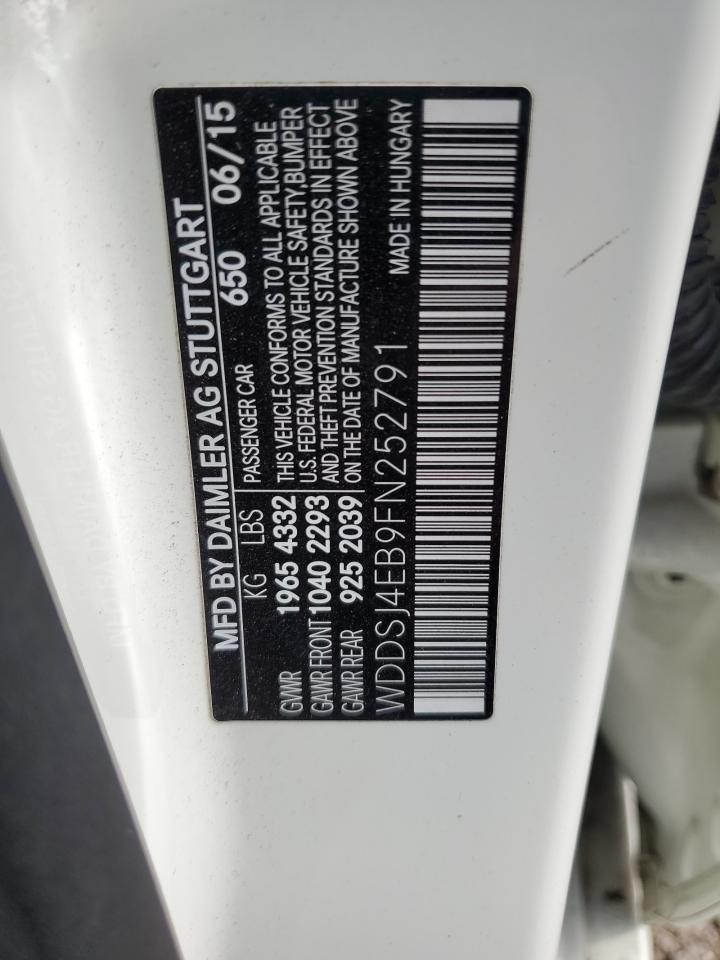 MFD BY DAIMLER AG STUTTGART
650 06/15
KG LBS PASSENGER CAR
GVWR 1965 4332 THIS VEHICLE CONFORMS TO ALL APPLICABLE
GAWR FRONT 1040 2293 U.S. FEDERAL MOTOR VEHICLE SAFETY,BUMPER
AND THEFT PREVENTION STANDARDS IN EFFECT
GAWR REAR 925 2039 ON THE DATE OF MANUFACTURE SHOWN ABOVE
WDDSJ4EB9FN252791 MADE IN HUNGARY